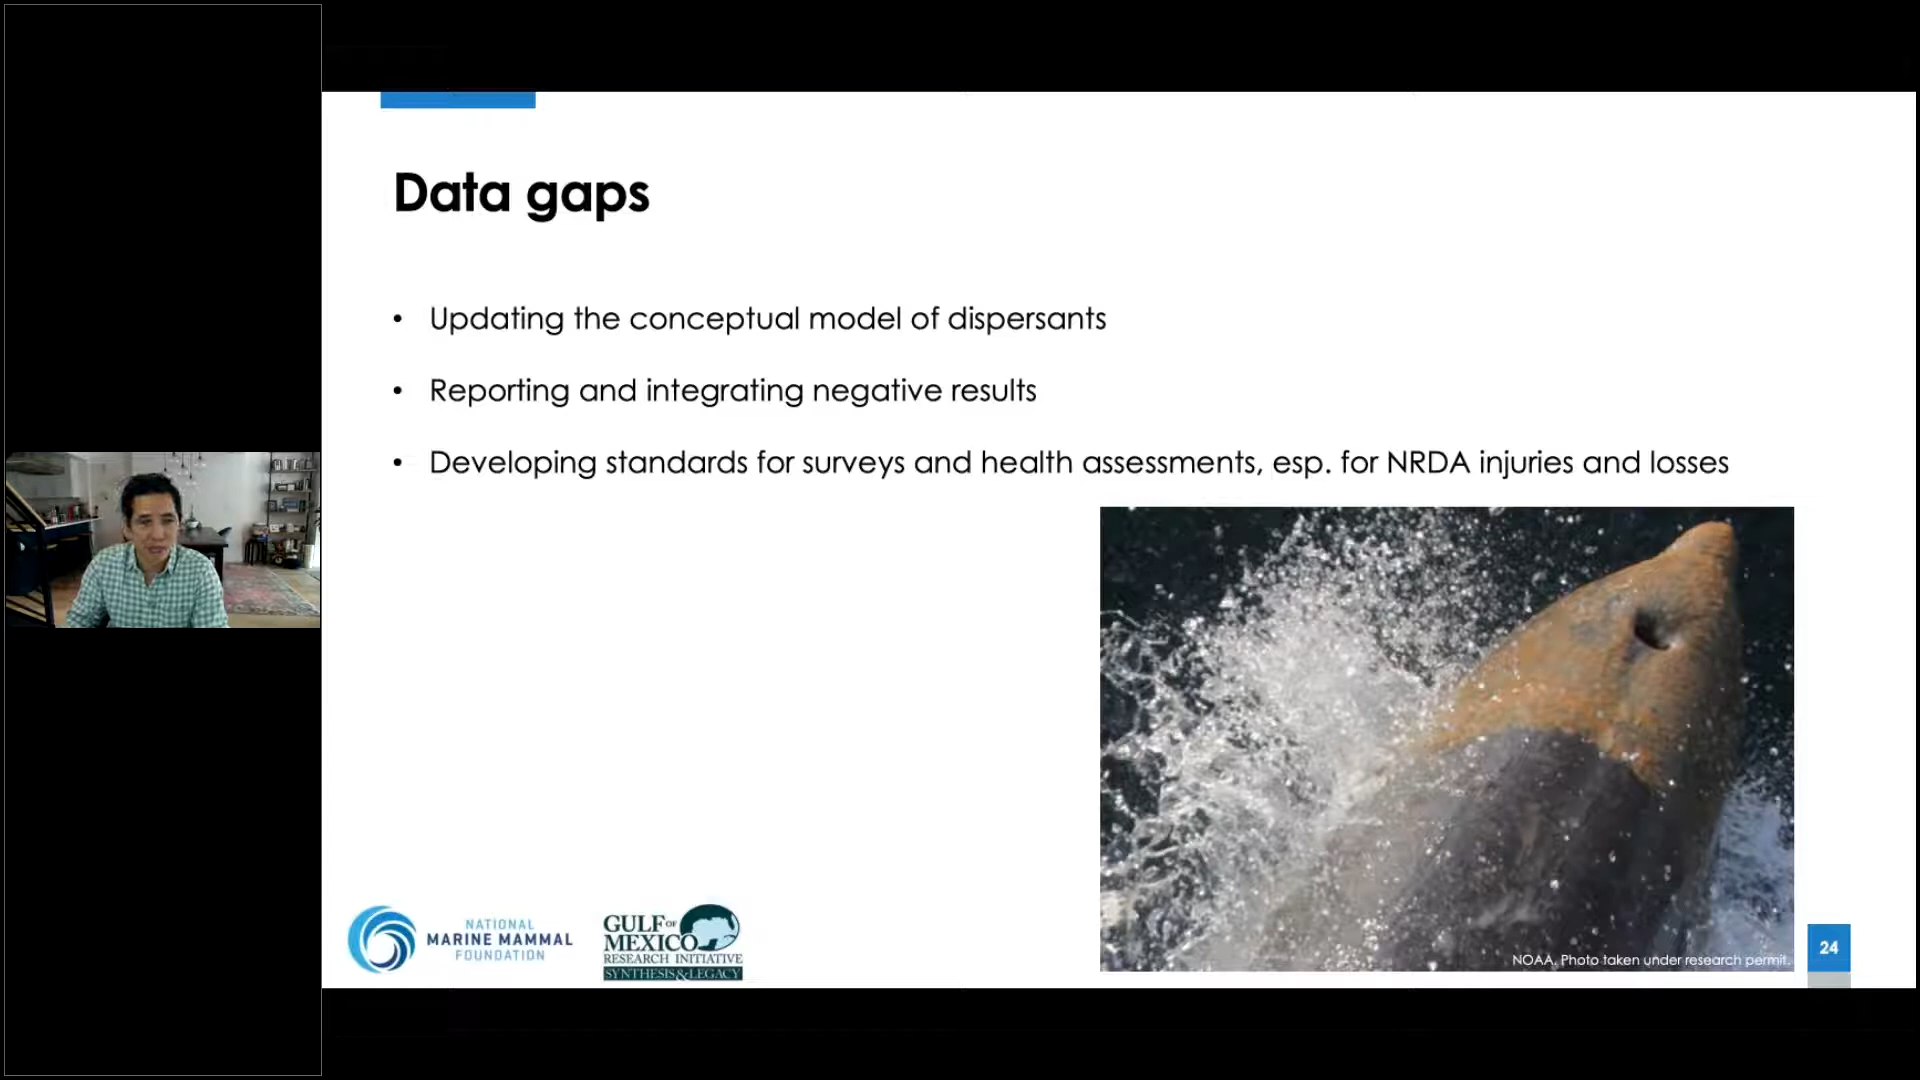 Data gaps
• Updating the conceptual model of dispersants
• Reporting and integrating negative results
• Developing standards for surveys and health assessments, esp. for NRDA injuries and losses
NOAA. Photo taken under research permit.
NATIONAL
MARINE MAMMAL
FOUNDATION
GULF OF
MEXICO
RESEARCH INITIATIVE
SYNTHESIS & LEGACY
24